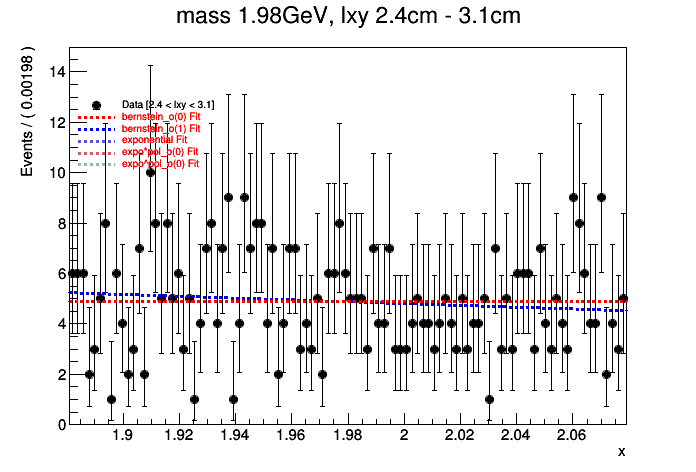 mass 1.98GeV, lxy 2.4cm - 3.1cm
Events / ( 0.00198 )
14
12
10
8
6
4
2
0
Data [2.4 < lxy < 3.1]
bernstein_o(0) Fit
bernstein_o(1) Fit
exponential Fit
expo*pol_o(0) Fit
expo^pol_o(0) Fit
1.9 1.92 1.94 1.96 1.98 2 2.02 2.04 2.06
x